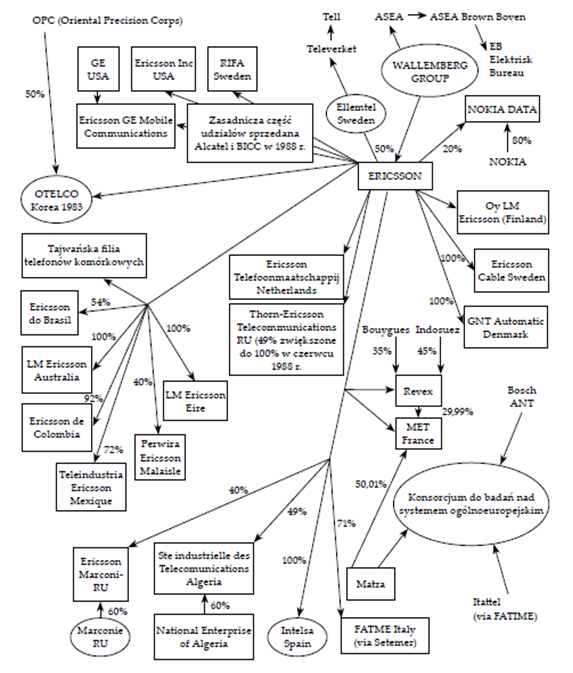 OPC (Oriental Precision Corps)
Tell
ASEA
ASEA Brown Boven
Televerket
EB
Elektrisk
Bureau
GE
USA
Ericsson Inc
USA
RIFA
Sweden
WALLEMBERG
GROUP
50%
Ericsson GE Mobile
Communications
Zasadnicza część
udziałów sprzedana
Alcatel i BICC w 1988 r.
Ellemtel
Sweden
NOKIA DATA
50%
20%
80%
NOKIA
ERICSSON
OTELCO
Korea 1983
Oy LM
Ericsson (Finland)
Tajwańska filia
telefonów komórkowych
Ericsson
Telefoonmaatschappij
Netherlands
100%
Ericsson
Cable Sweden
Ericsson
do Brasil
54%
100%
100%
Thorn-Ericsson
Telecommunications
RU (49% zwiększone
do 100% w czerwcu
1988 r.
100%
GNT Automatic
Denmark
Bouygues
Indosuez
35%
45%
LM Ericsson
Australia
92%
40%
LM Ericsson
Eire
Revex
Bosch
ANT
29,99%
Ericsson de
Colombia
72%
Perwira
Ericsson
Malaisle
MET
France
Teleindustria
Ericsson
Mexique
50,01%
Konsorcjum do badań nad
systemem ogólnoeuropejskim
40%
49%
71%
100%
Ericsson
Marconi-
RU
Ste industrielle des
Telecomunications
Algeria
Matra
Itattel
(via FATIME)
60%
60%
Marconie
RU
National Enterprise
of Algeria
Intelsa
Spain
FATME Italy
(via Setemer)